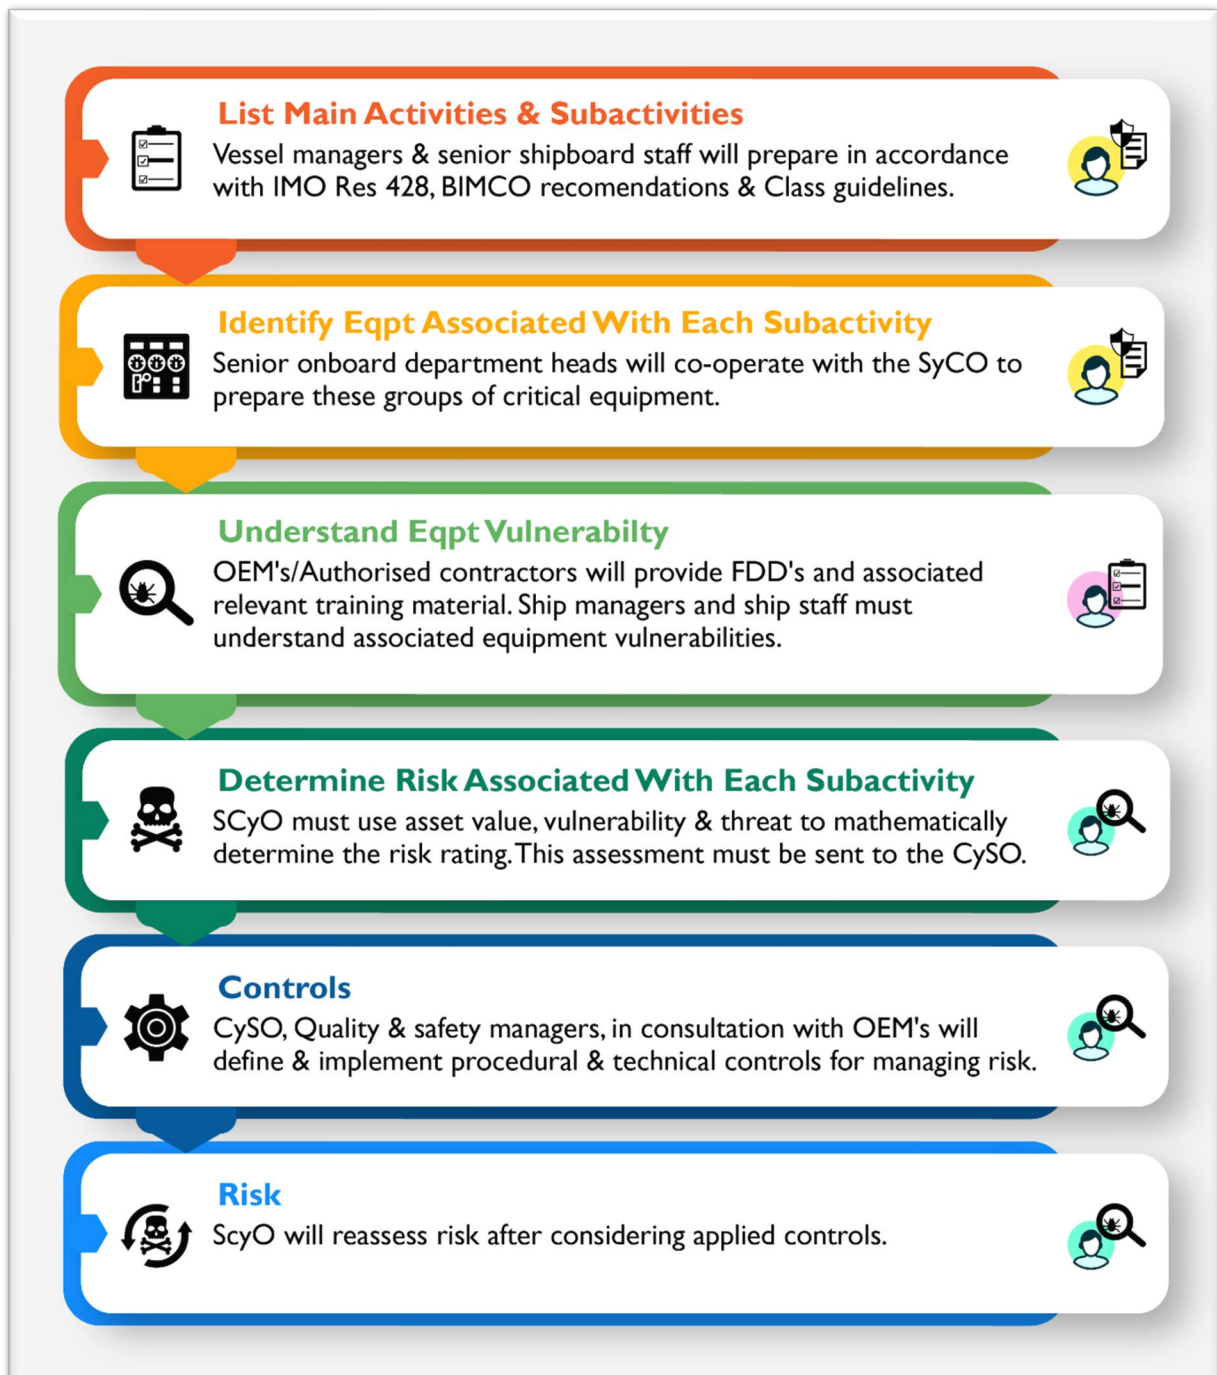 List Main Activities & Subactivities
Vessel managers & senior shipboard staff will prepare in accordance
with IMO Res 428, BIMCO recomendations & Class guidelines.
Identify Eqpt Associated With Each Subactivity
Senior onboard department heads will co-operate with the SyCO to
prepare these groups of critical equipment.
Understand Eqpt Vulnerabilty
OEM's/Authorised contractors will provide FDD's and associated
relevant training material. Ship managers and ship staff must
understand associated equipment vulnerabilities.
Determine Risk Associated With Each Subactivity
SCyO must use asset value, vulnerability & threat to mathematically
determine the risk rating. This assessment must be sent to the CySO.
Controls
CySO, Quality & safety managers, in consultation with OEM's will
define & implement procedural & technical controls for managing risk.
Risk
ScyO will reassess risk after considering applied controls.